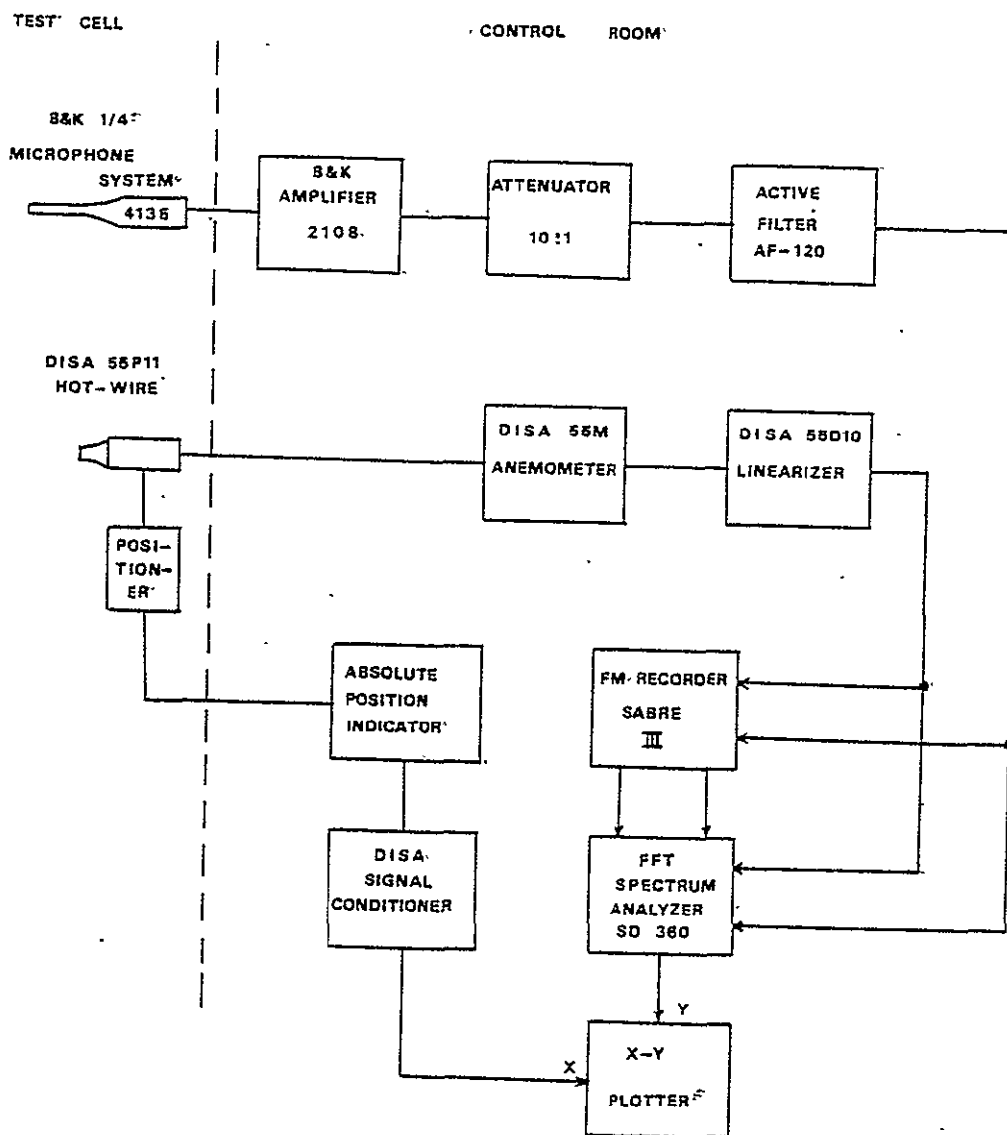 TEST CELL
CONTROL ROOM
B&K 1/4"
MICROPHONE
SYSTEM
4135
B&K
AMPLIFIER
2108
ATTENUATOR
10:1
ACTIVE
FILTER
AF-120
DISA 55P11
HOT-WIRE
DISA 55M
ANEMOMETER
DISA 55D10
LINEARIZER
POSI-
TION-
ER
ABSOLUTE
POSITION
INDICATOR
FM-RECORDER
SABRE
III
DISA
SIGNAL
CONDITIONER
FFT
SPECTRUM
ANALYZER
SD 360
Y
X
X-Y
PLOTTER